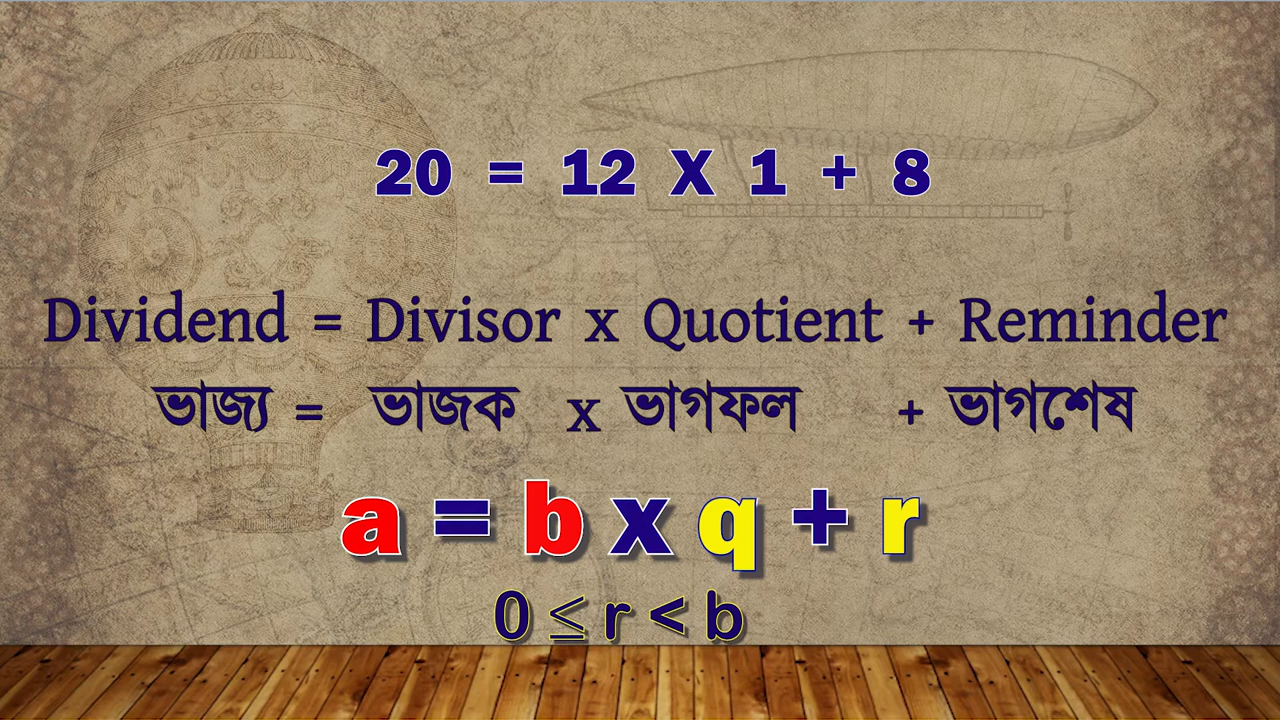 20 = 12 X 1 + 8
Dividend = Divisor x Quotient + Reminder
ভাজ্য = ভাজক x ভাগফল + ভাগশেষ
a = b x q + r
0 ≤ r < b